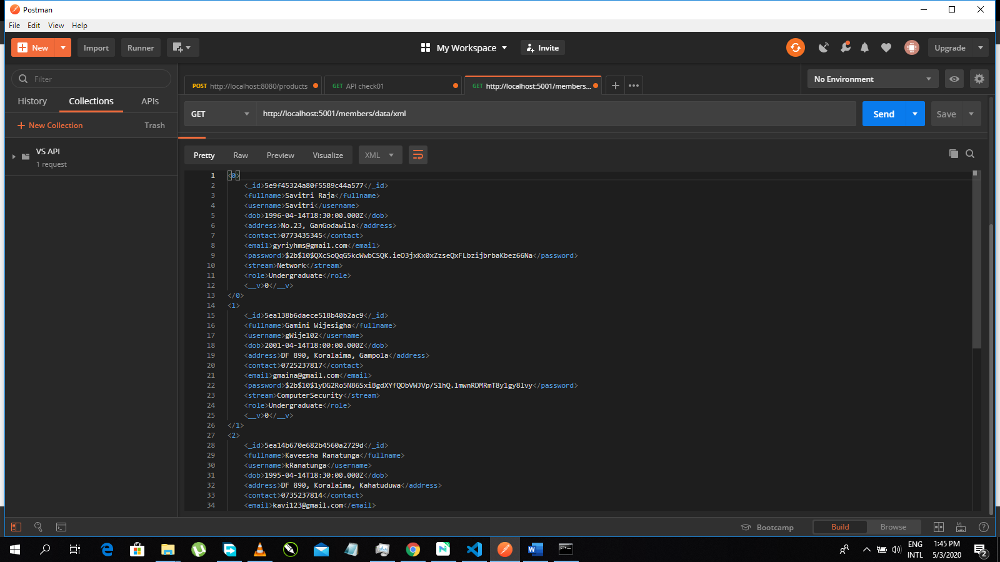 Postman
File Edit View Help
New Import Runner My Workspace Invite Upgrade
Filter
History Collections APIs
New Collection Trash
VS API
1 request
POST http://localhost:8080/products GET API check01 GET http://localhost:5001/members... No Environment
GET http://localhost:5001/members/data/xml Send Save
Pretty Raw Preview Visualize XML
1 <0>
2 <_id>5e9f45324a80f5589c44a577</_id>
3 <fullname>Savitri Raja</fullname>
4 <username>Savitri</username>
5 <dob>1996-04-14T18:30:00.000Z</dob>
6 <address>No.23, GanGodawila</address>
7 <contact>0773435345</contact>
8 <email>gyriyhms@gmail.com</email>
9 <password>$2b$10$QXcSoQqG5kcWwbCSQK.ieO3jxKx0xZzseQxFLbzijbrbaKbez66Na</password>
10 <stream>Network</stream>
11 <role>Undergraduate</role>
12 <__v>0</__v>
13 </0>
14 <1>
15 <_id>5ea138b6daece518b40b2ac9</_id>
16 <fullname>Gamini Wijesigha</fullname>
17 <username>gWije102</username>
18 <dob>2001-04-14T18:00:00.000Z</dob>
19 <address>DF 890, Koralaima, Gampola</address>
20 <contact>0725237817</contact>
21 <email>gmaina@gmail.com</email>
22 <password>$2b$10$1yDG2Ro5N86SxiBgdXYfQObVWJVp/S1hQ.lmwnRDMRmT8y1gy8lvy</password>
23 <stream>ComputerSecurity</stream>
24 <role>Undergraduate</role>
25 <__v>0</__v>
26 </1>
27 <2>
28 <_id>5ea14b670e682b4560a2729d</_id>
29 <fullname>Kaveesha Ranatunga</fullname>
30 <username>kRanatunga</username>
31 <dob>1995-04-14T18:30:00.000Z</dob>
32 <address>DF 890, Koralaima, Kahatuduwa</address>
33 <contact>0735237814</contact>
34 <email>kavi123@gmail.com</email>
Bootcamp Build Browse
ENG 1:45 PM
INTL 5/3/2020 2